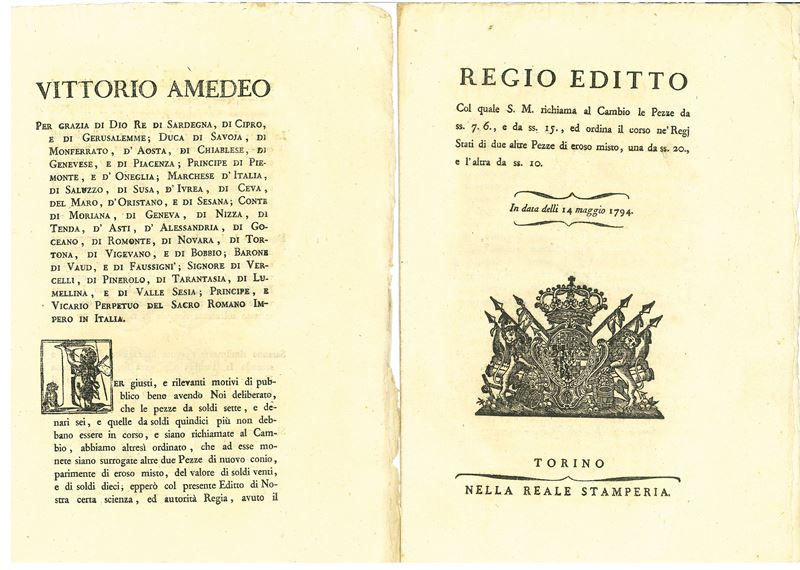 VITTORIO AMEDEO
PER GRAZIA DI DIO RE DI SARDEGNA, DI CIPRO,
E DI GERUSALEMME; DUCA DI SAVOJA, DI
MONFERRATO, D' AOSTA, DI CHIABLESE, DI
GENEVESE, E DI PIACENZA; PRINCIPE DI PIE-
MONTE, E D' ONEGLIA; MARCHESE D' ITALIA,
DI SALUZZO, DI SUSA, D' IVREA, DI CEVA,
DEL MARO, D'ORISTANO, E DI SESANA; CONTE
DI MORIANA, DI GENEVA, DI NIZZA, DI
TENDA, D' ASTI, D' ALESSANDRIA, DI GO-
CEANO, DI ROMONTE, DI NOVARA, DI TOR-
TONA, DI VIGEVANO, E DI BOBBIO; BARONE
DI VAUD, E DI FAUSSIGNI'; SIGNORE DI VER-
CELLI, DI PINEROLO, DI TARANTASIA, DI LU-
MELLINA, E DI VALLE SESIA; PRINCIPE, E
VICARIO PERPETUO DEL SACRO ROMANO IM-
PERO IN ITALIA.
PER giusti, e rilevanti motivi di pub-
blico bene avendo Noi deliberato,
che le pezze da soldi sette, e de-
nari sei, e quelle da soldi quindici più non deb-
bano essere in corso, e siano richiamate al Cam-
bio, abbiamo altresì ordinato, che ad esse mo-
nete siano surrogate altre due Pezze di nuovo conio,
parimente di eroso misto, del valore di soldi venti,
e di soldi dieci; epperò col presente Editto di No-
stra certa scienza, ed autorità Regia, avuto il
REGIO EDITTO
Col quale S. M. richiama al Cambio le Pezze da
ss. 7. 6., e da ss. 15., ed ordina il corso ne' Regj
Stati di due altre Pezze di eroso misto, una da ss. 20.,
e l'altra da ss. 10.
In data delli 14 maggio 1794.
TORINO
NELLA REALE STAMPERIA.